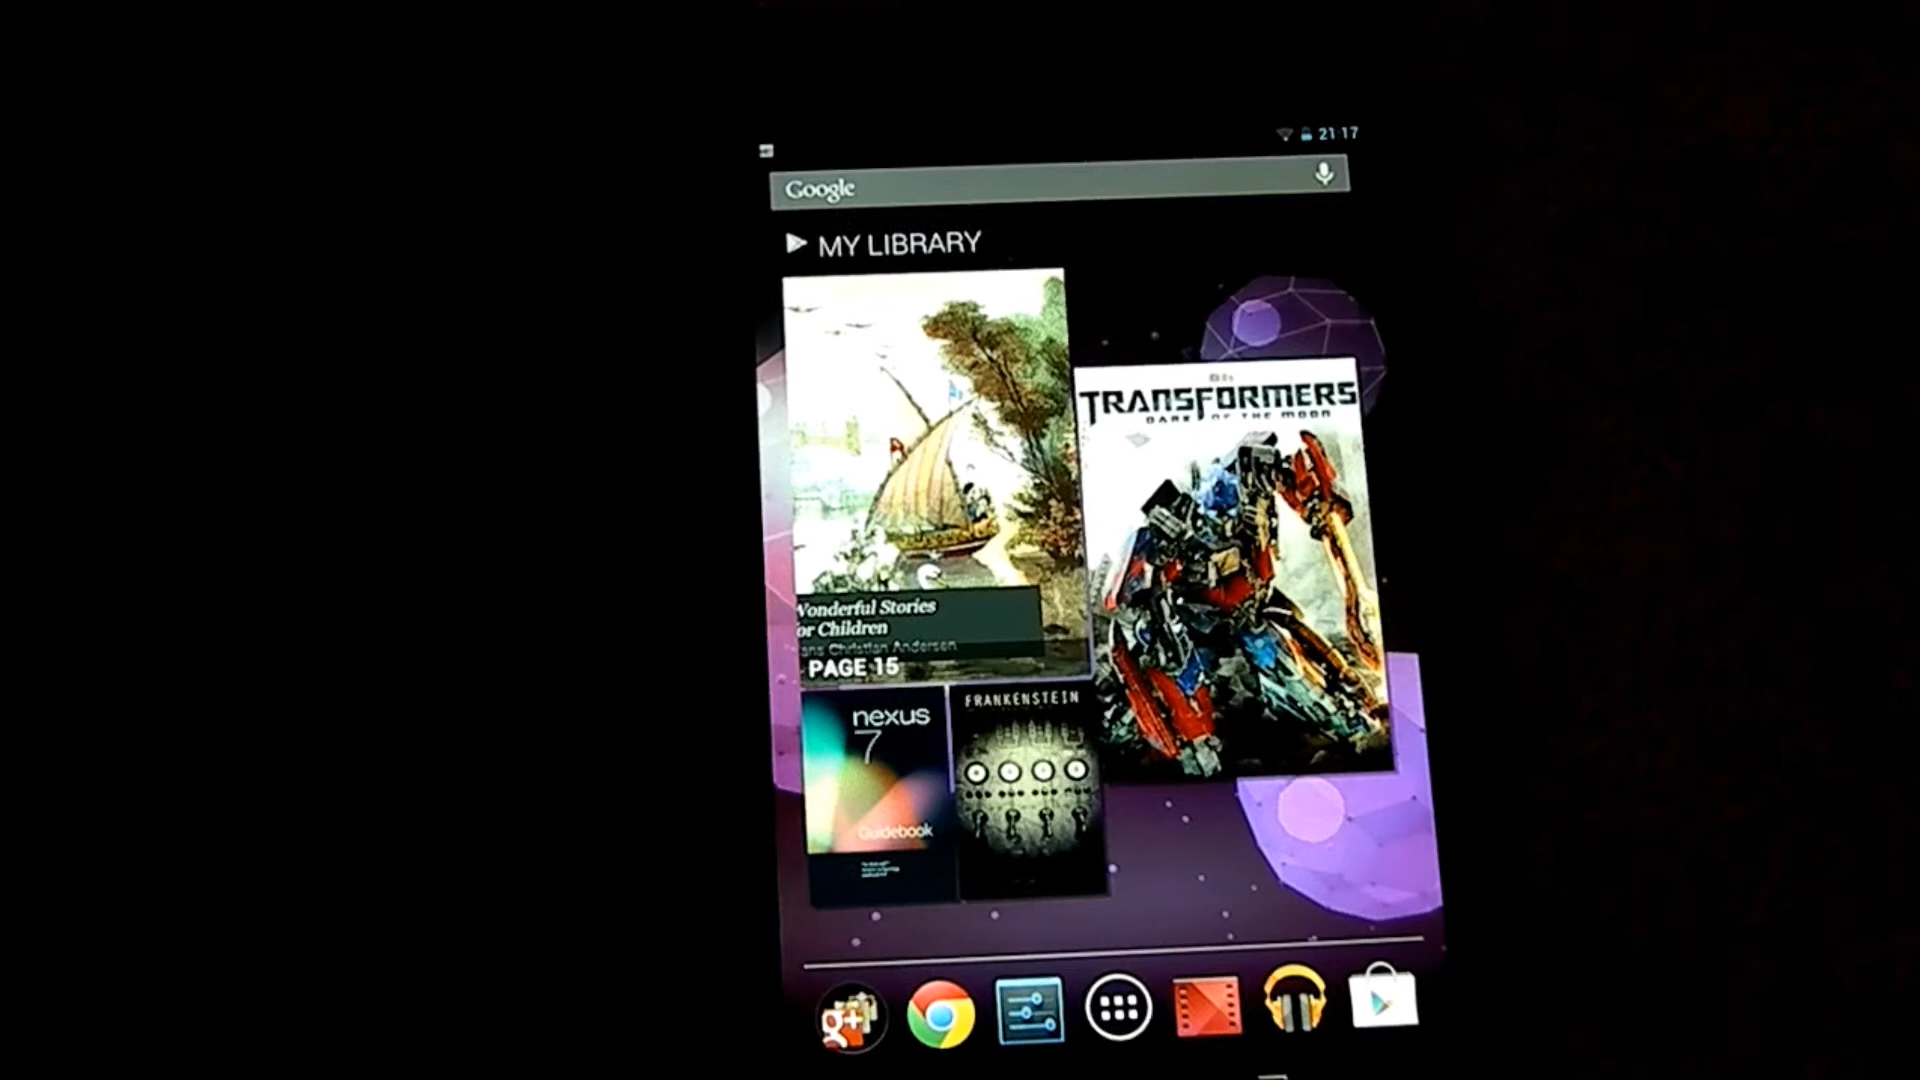 21:17
Google
MY LIBRARY
TRANSFORMERS
DARK OF THE MOON
Wonderful Stories
for Children
ans Christian Andersen
PAGE 15
nexus
7
Guidebook
FRANKENSTEIN
g+